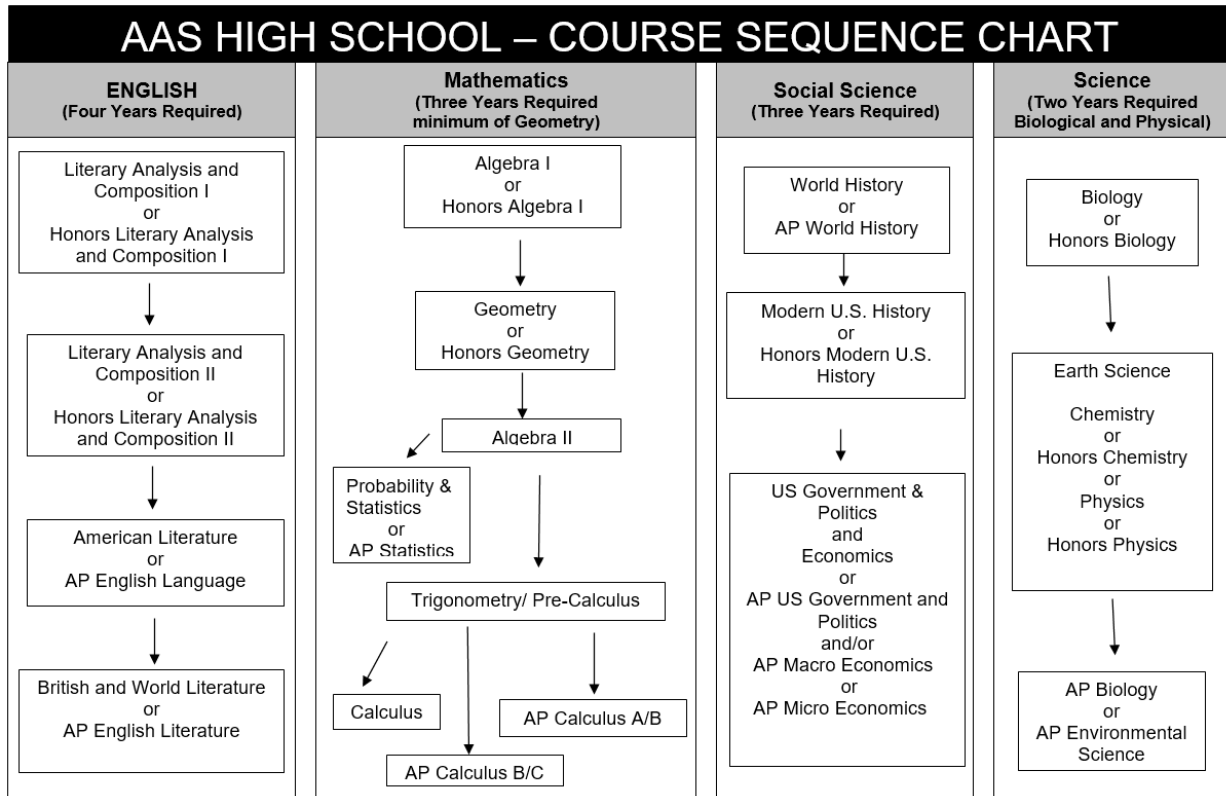 AAS HIGH SCHOOL – COURSE SEQUENCE CHART
ENGLISH
(Four Years Required)
Literary Analysis and
Composition I
or
Honors Literary Analysis
and Composition I
Literary Analysis and
Composition II
or
Honors Literary Analysis
and Composition II
American Literature
or
AP English Language
British and World Literature
or
AP English Literature
Mathematics
(Three Years Required
minimum of Geometry)
Algebra I
or
Honors Algebra I
Geometry
or
Honors Geometry
Algebra II
Probability &
Statistics
or
AP Statistics
Trigonometry/ Pre-Calculus
Calculus
AP Calculus A/B
AP Calculus B/C
Social Science
(Three Years Required)
World History
or
AP World History
Modern U.S. History
or
Honors Modern U.S.
History
US Government &
Politics
and
Economics
or
AP US Government and
Politics
and/or
AP Macro Economics
or
AP Micro Economics
Science
(Two Years Required
Biological and Physical)
Biology
or
Honors Biology
Earth Science
Chemistry
or
Honors Chemistry
or
Physics
or
Honors Physics
AP Biology
or
AP Environmental
Science